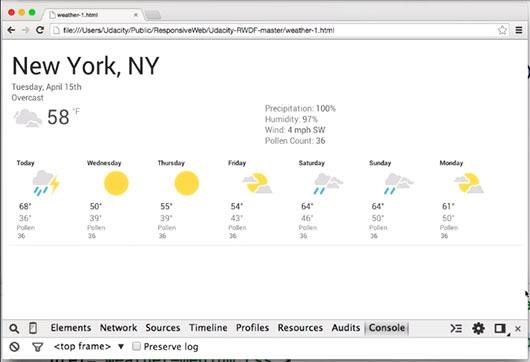 weather-1.html
file:///Users/Udacity/Public/ResponsiveWeb/Udacity-RWDF-master/weather-1.html
New York, NY
Tuesday, April 15th
Overcast
58 °F
Precipitation: 100%
Humidity: 97%
Wind: 4 mph SW
Pollen Count: 36
Today Wednesday Thursday Friday Saturday Sunday Monday
68° 50° 55° 54° 64° 64° 61°
36° 39° 39° 43° 46° 50° 50°
Pollen Pollen Pollen Pollen Pollen Pollen Pollen
36 36 36 36 36 36 36
Elements Network Sources Timeline Profiles Resources Audits Console
<top frame> Preserve log